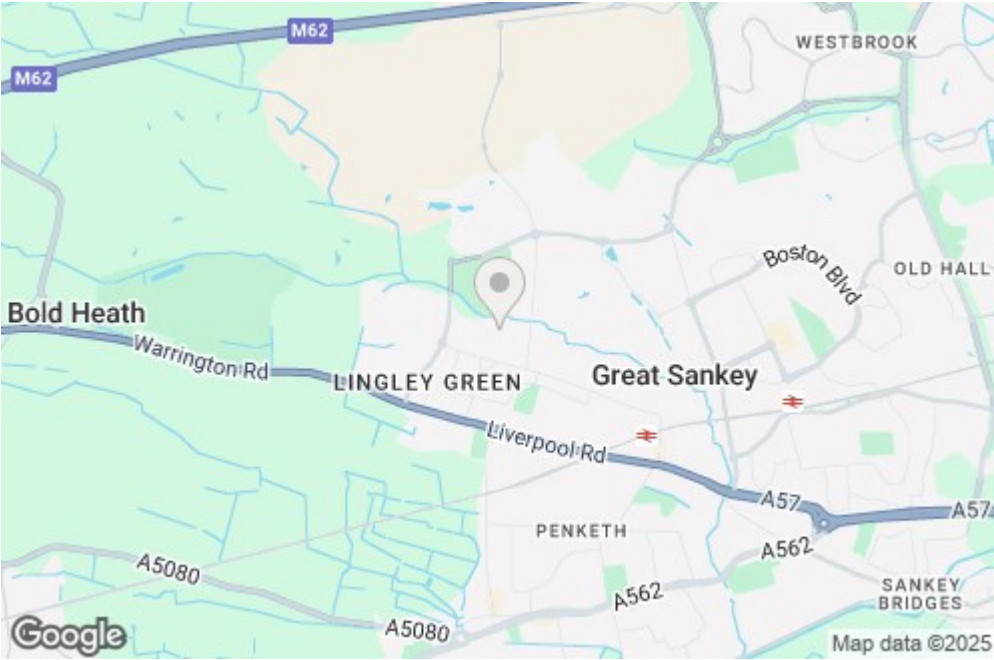 M62
WESTBROOK
M62
Boston Blvd
OLD HALL
Bold Heath
Warrington Rd
LINGLEY GREEN
Great Sankey
Liverpool Rd
A57
A57
PENKETH
A562
A5080
SANKEY
BRIDGES
A562
A5080
Google
Map data ©2025